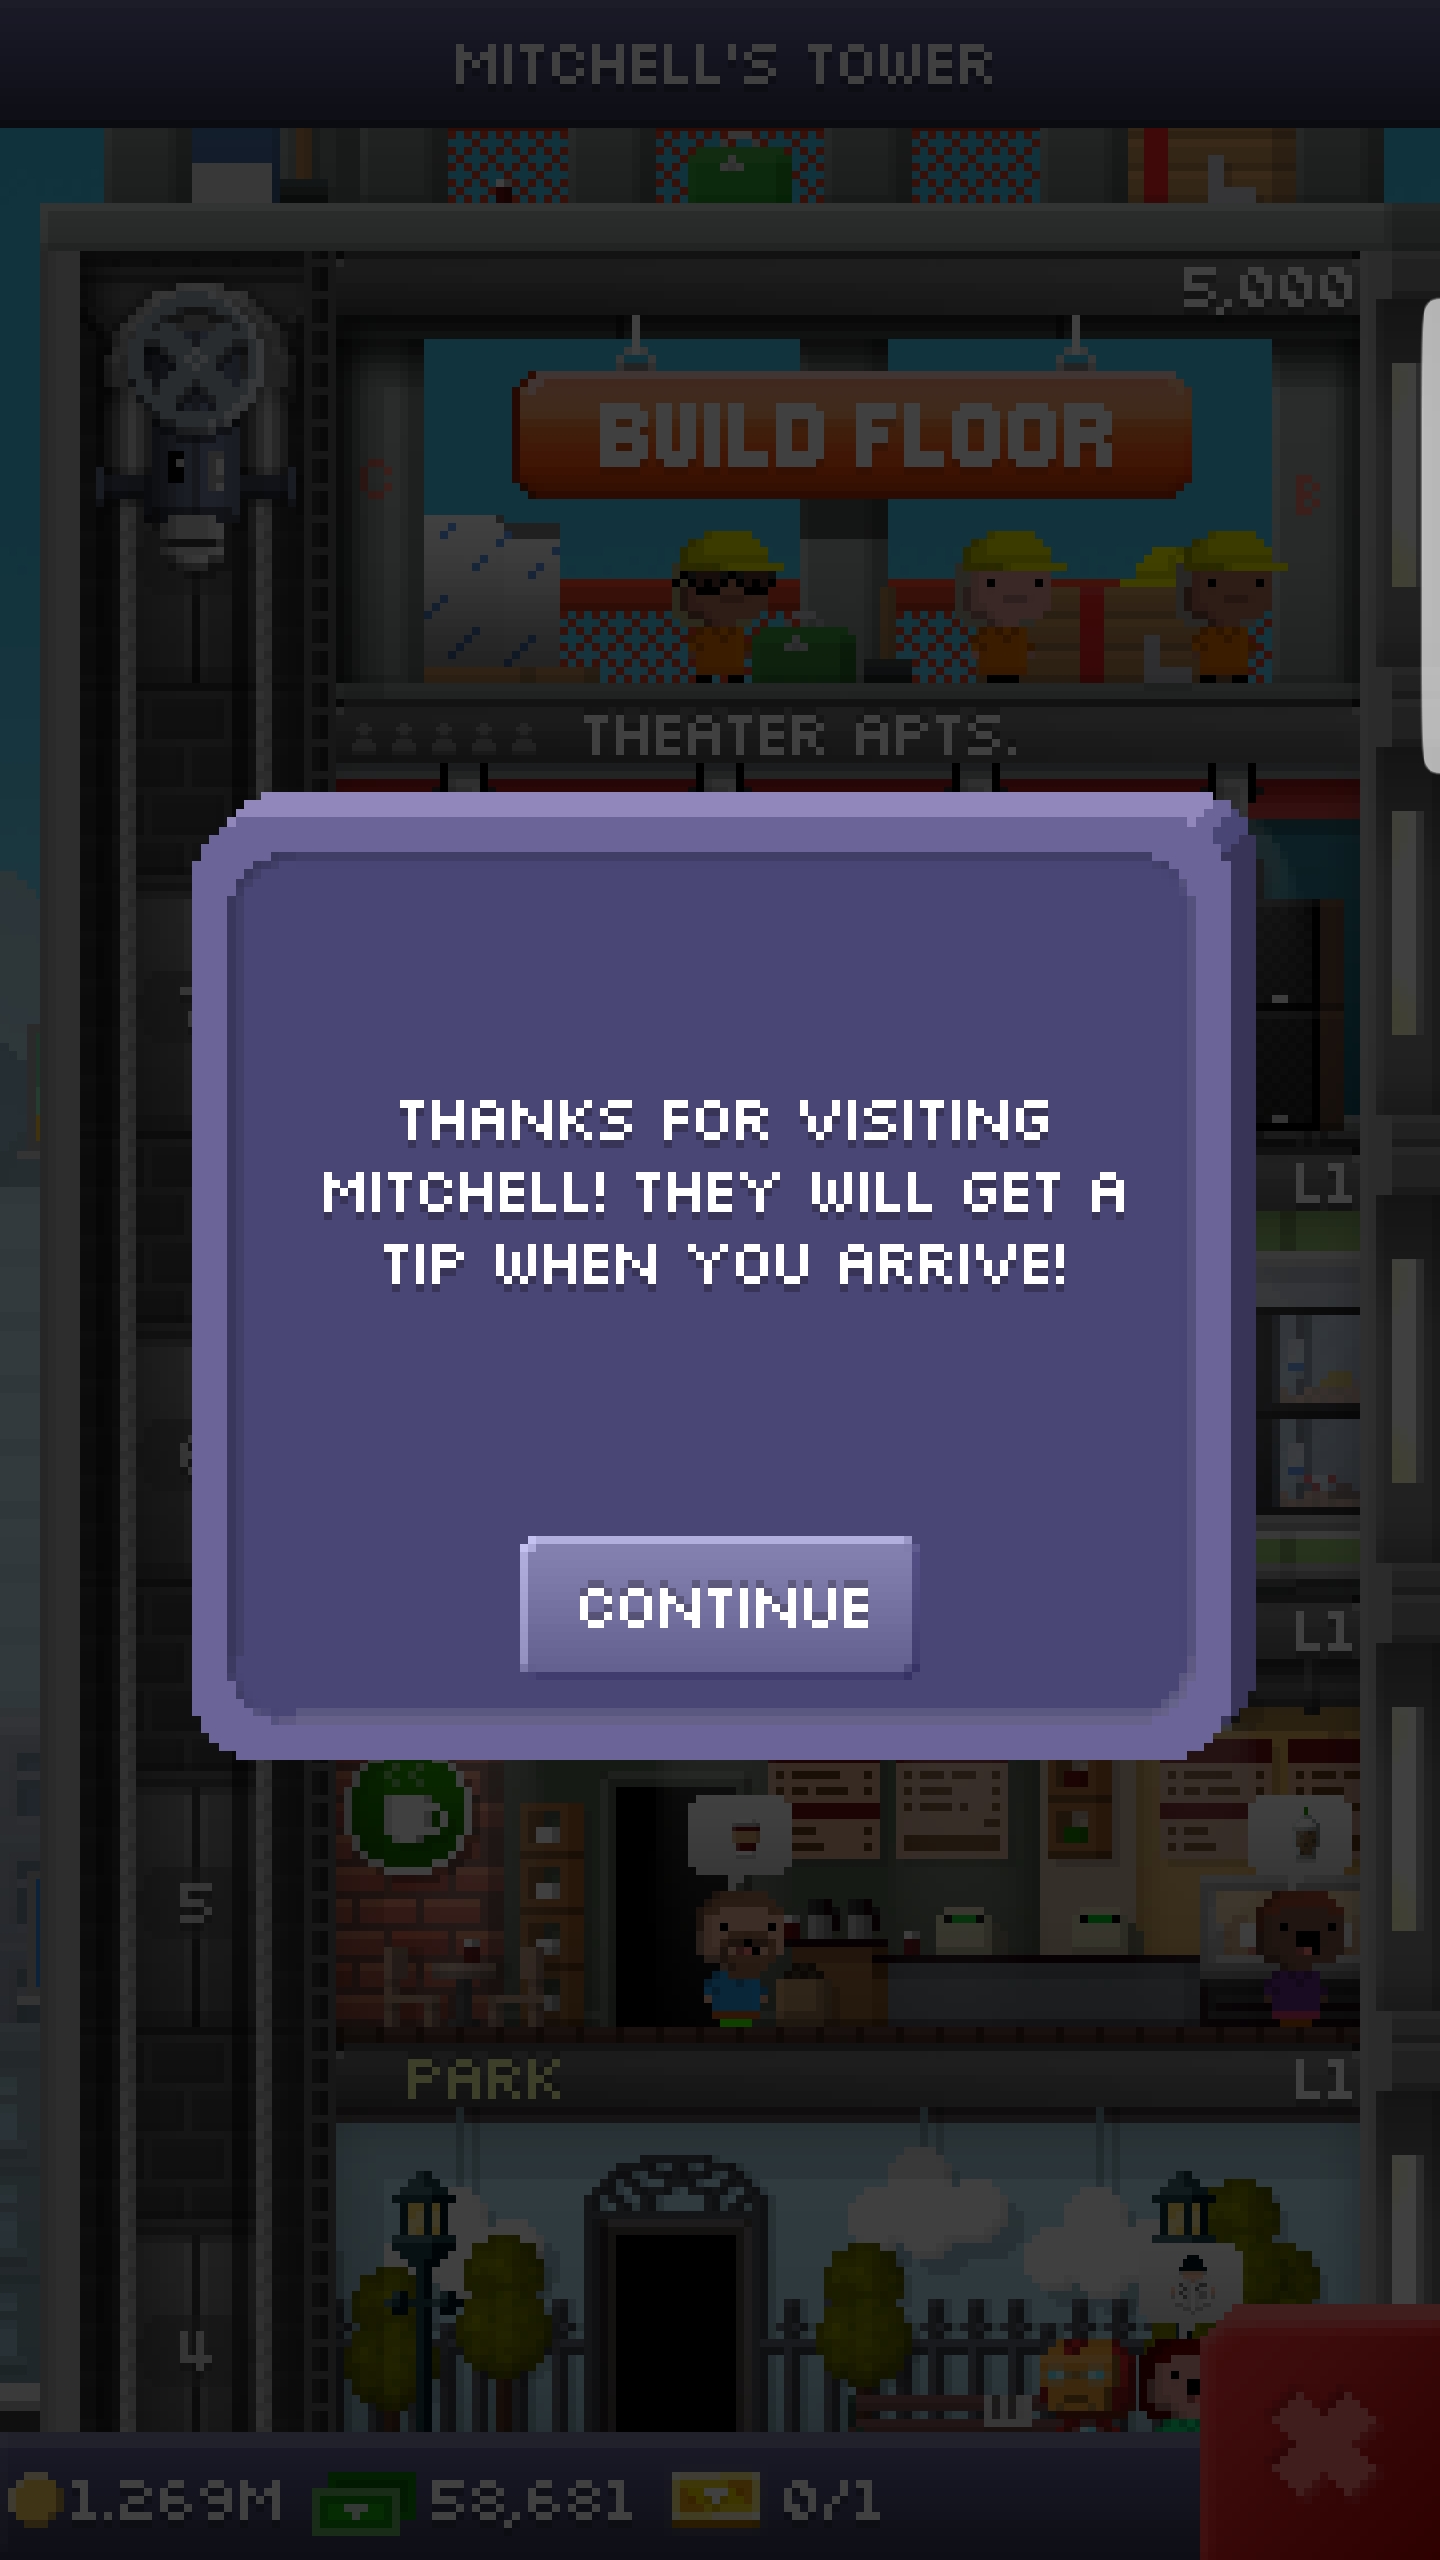 MITCHELL'S TOWER
5,000
BUILD FLOOR
C
B
THEATER APTS.
THANKS FOR VISITING
MITCHELL! THEY WILL GET A
TIP WHEN YOU ARRIVE!
L1
CONTINUE
L1
5
PARK
L1
4
1.269M
58,681
0/1